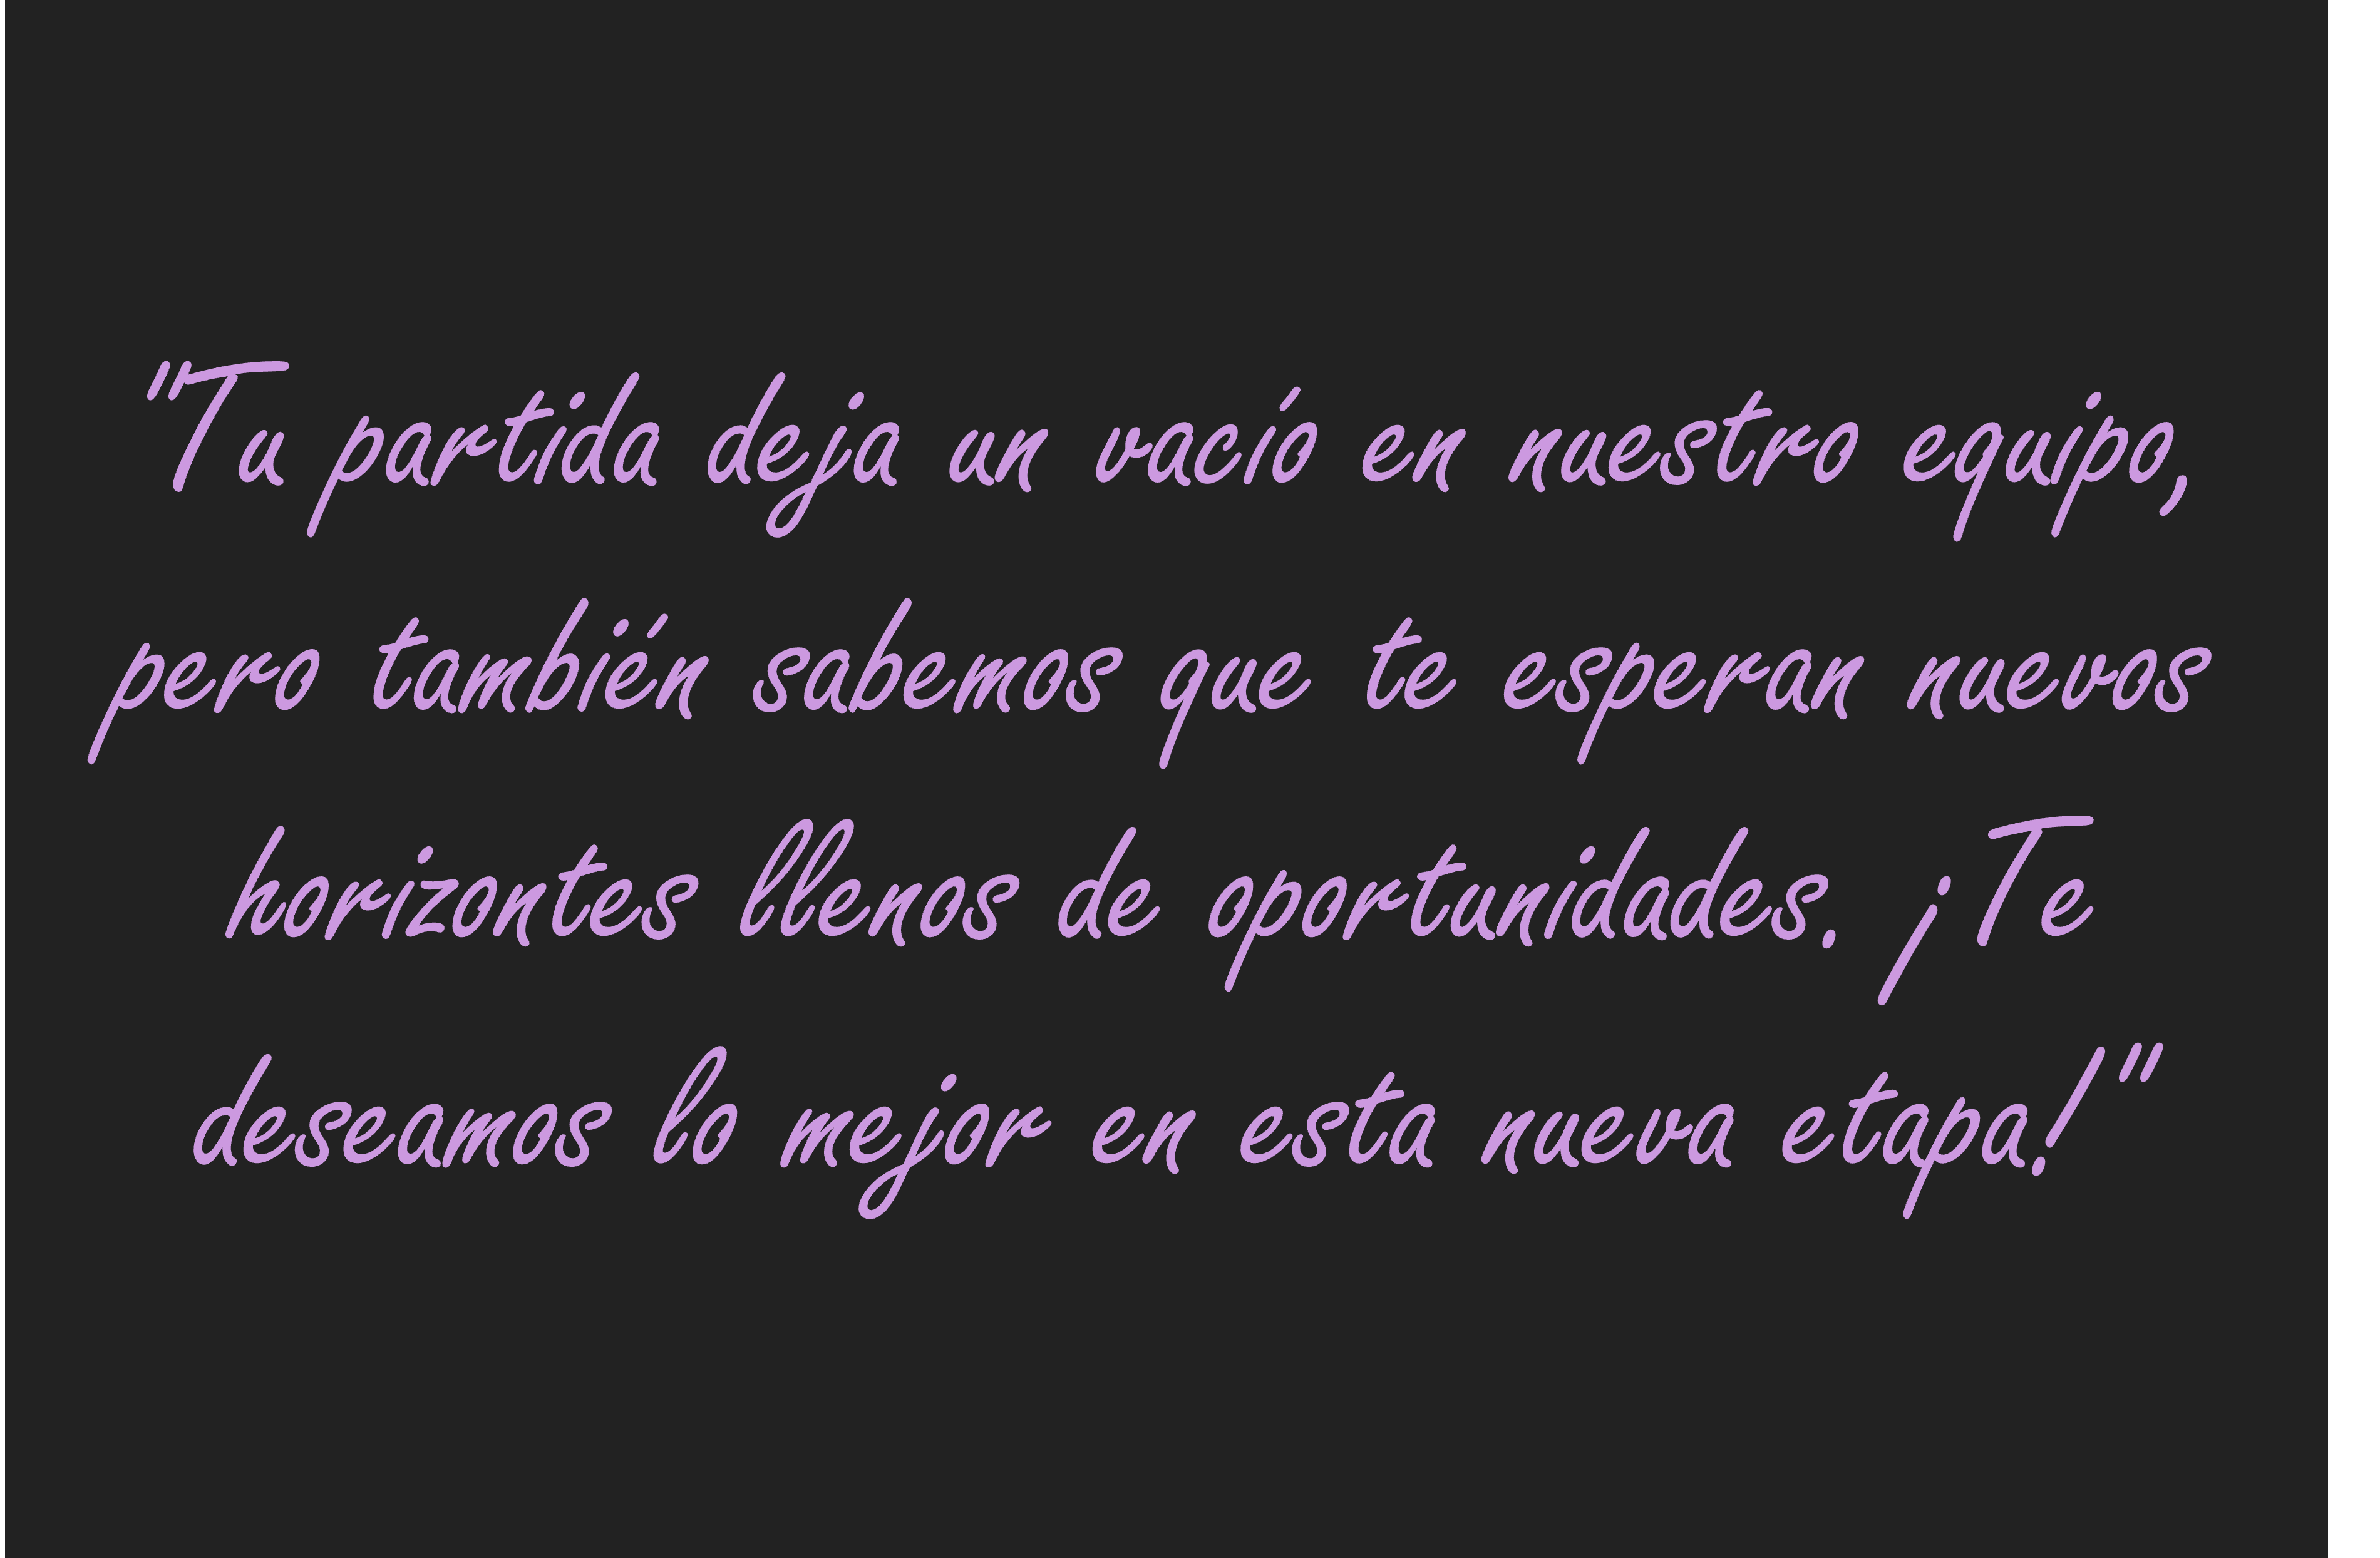 "Tu partida deja un vacío en nuestro equipo,
pero también sabemos que te esperan nuevos
horizontes llenos de oportunidades. ¡Te
deseamos lo mejor en esta nueva etapa!"